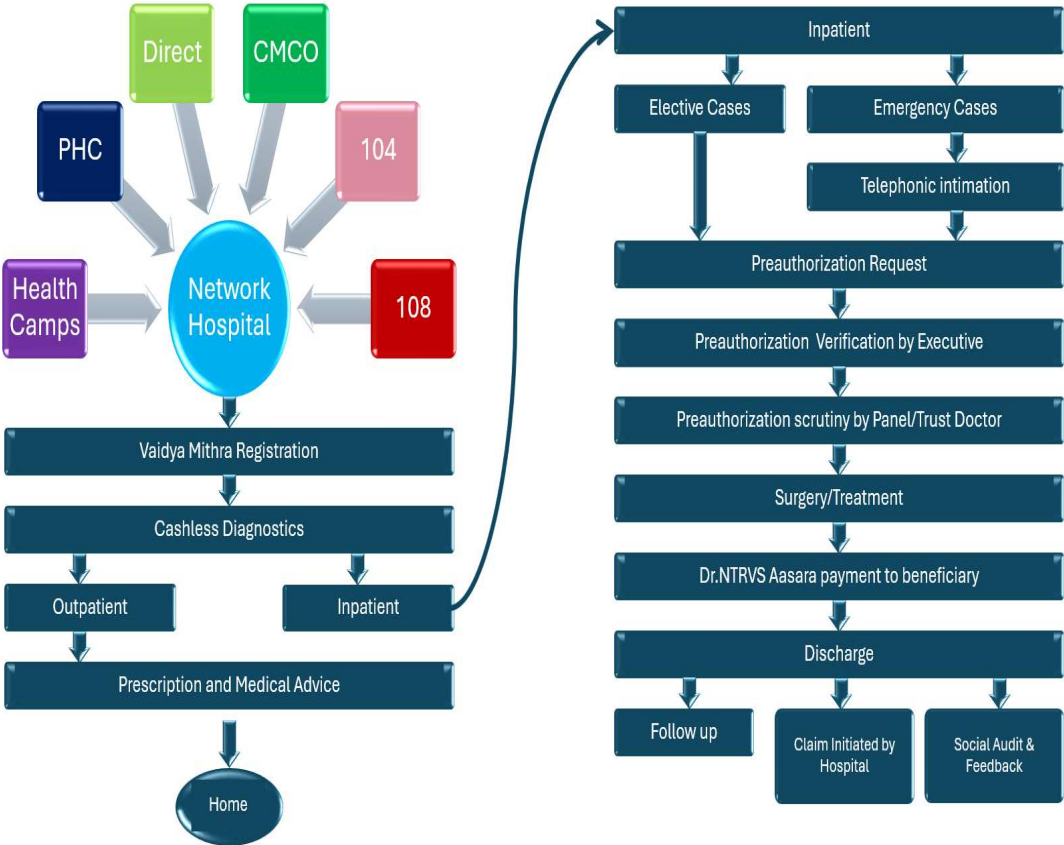 Direct
CMCO
PHC
104
Health
Camps
Network
Hospital
108
Vaidya Mithra Registration
Cashless Diagnostics
Outpatient
Inpatient
Prescription and Medical Advice
Home
Inpatient
Elective Cases
Emergency Cases
Telephonic intimation
Preauthorization Request
Preauthorization Verification by Executive
Preauthorization scrutiny by Panel/Trust Doctor
Surgery/Treatment
Dr.NTRVS Aasara payment to beneficiary
Discharge
Follow up
Claim Initiated by
Hospital
Social Audit &
Feedback